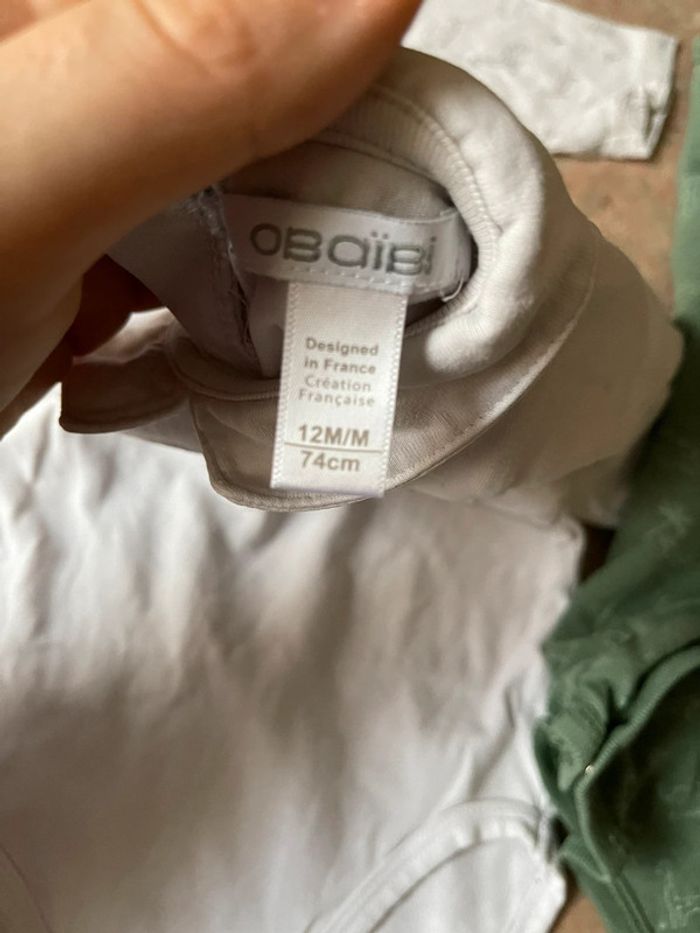 OBaïBi
Designed
in France
Création
Française
12M/M
74cm